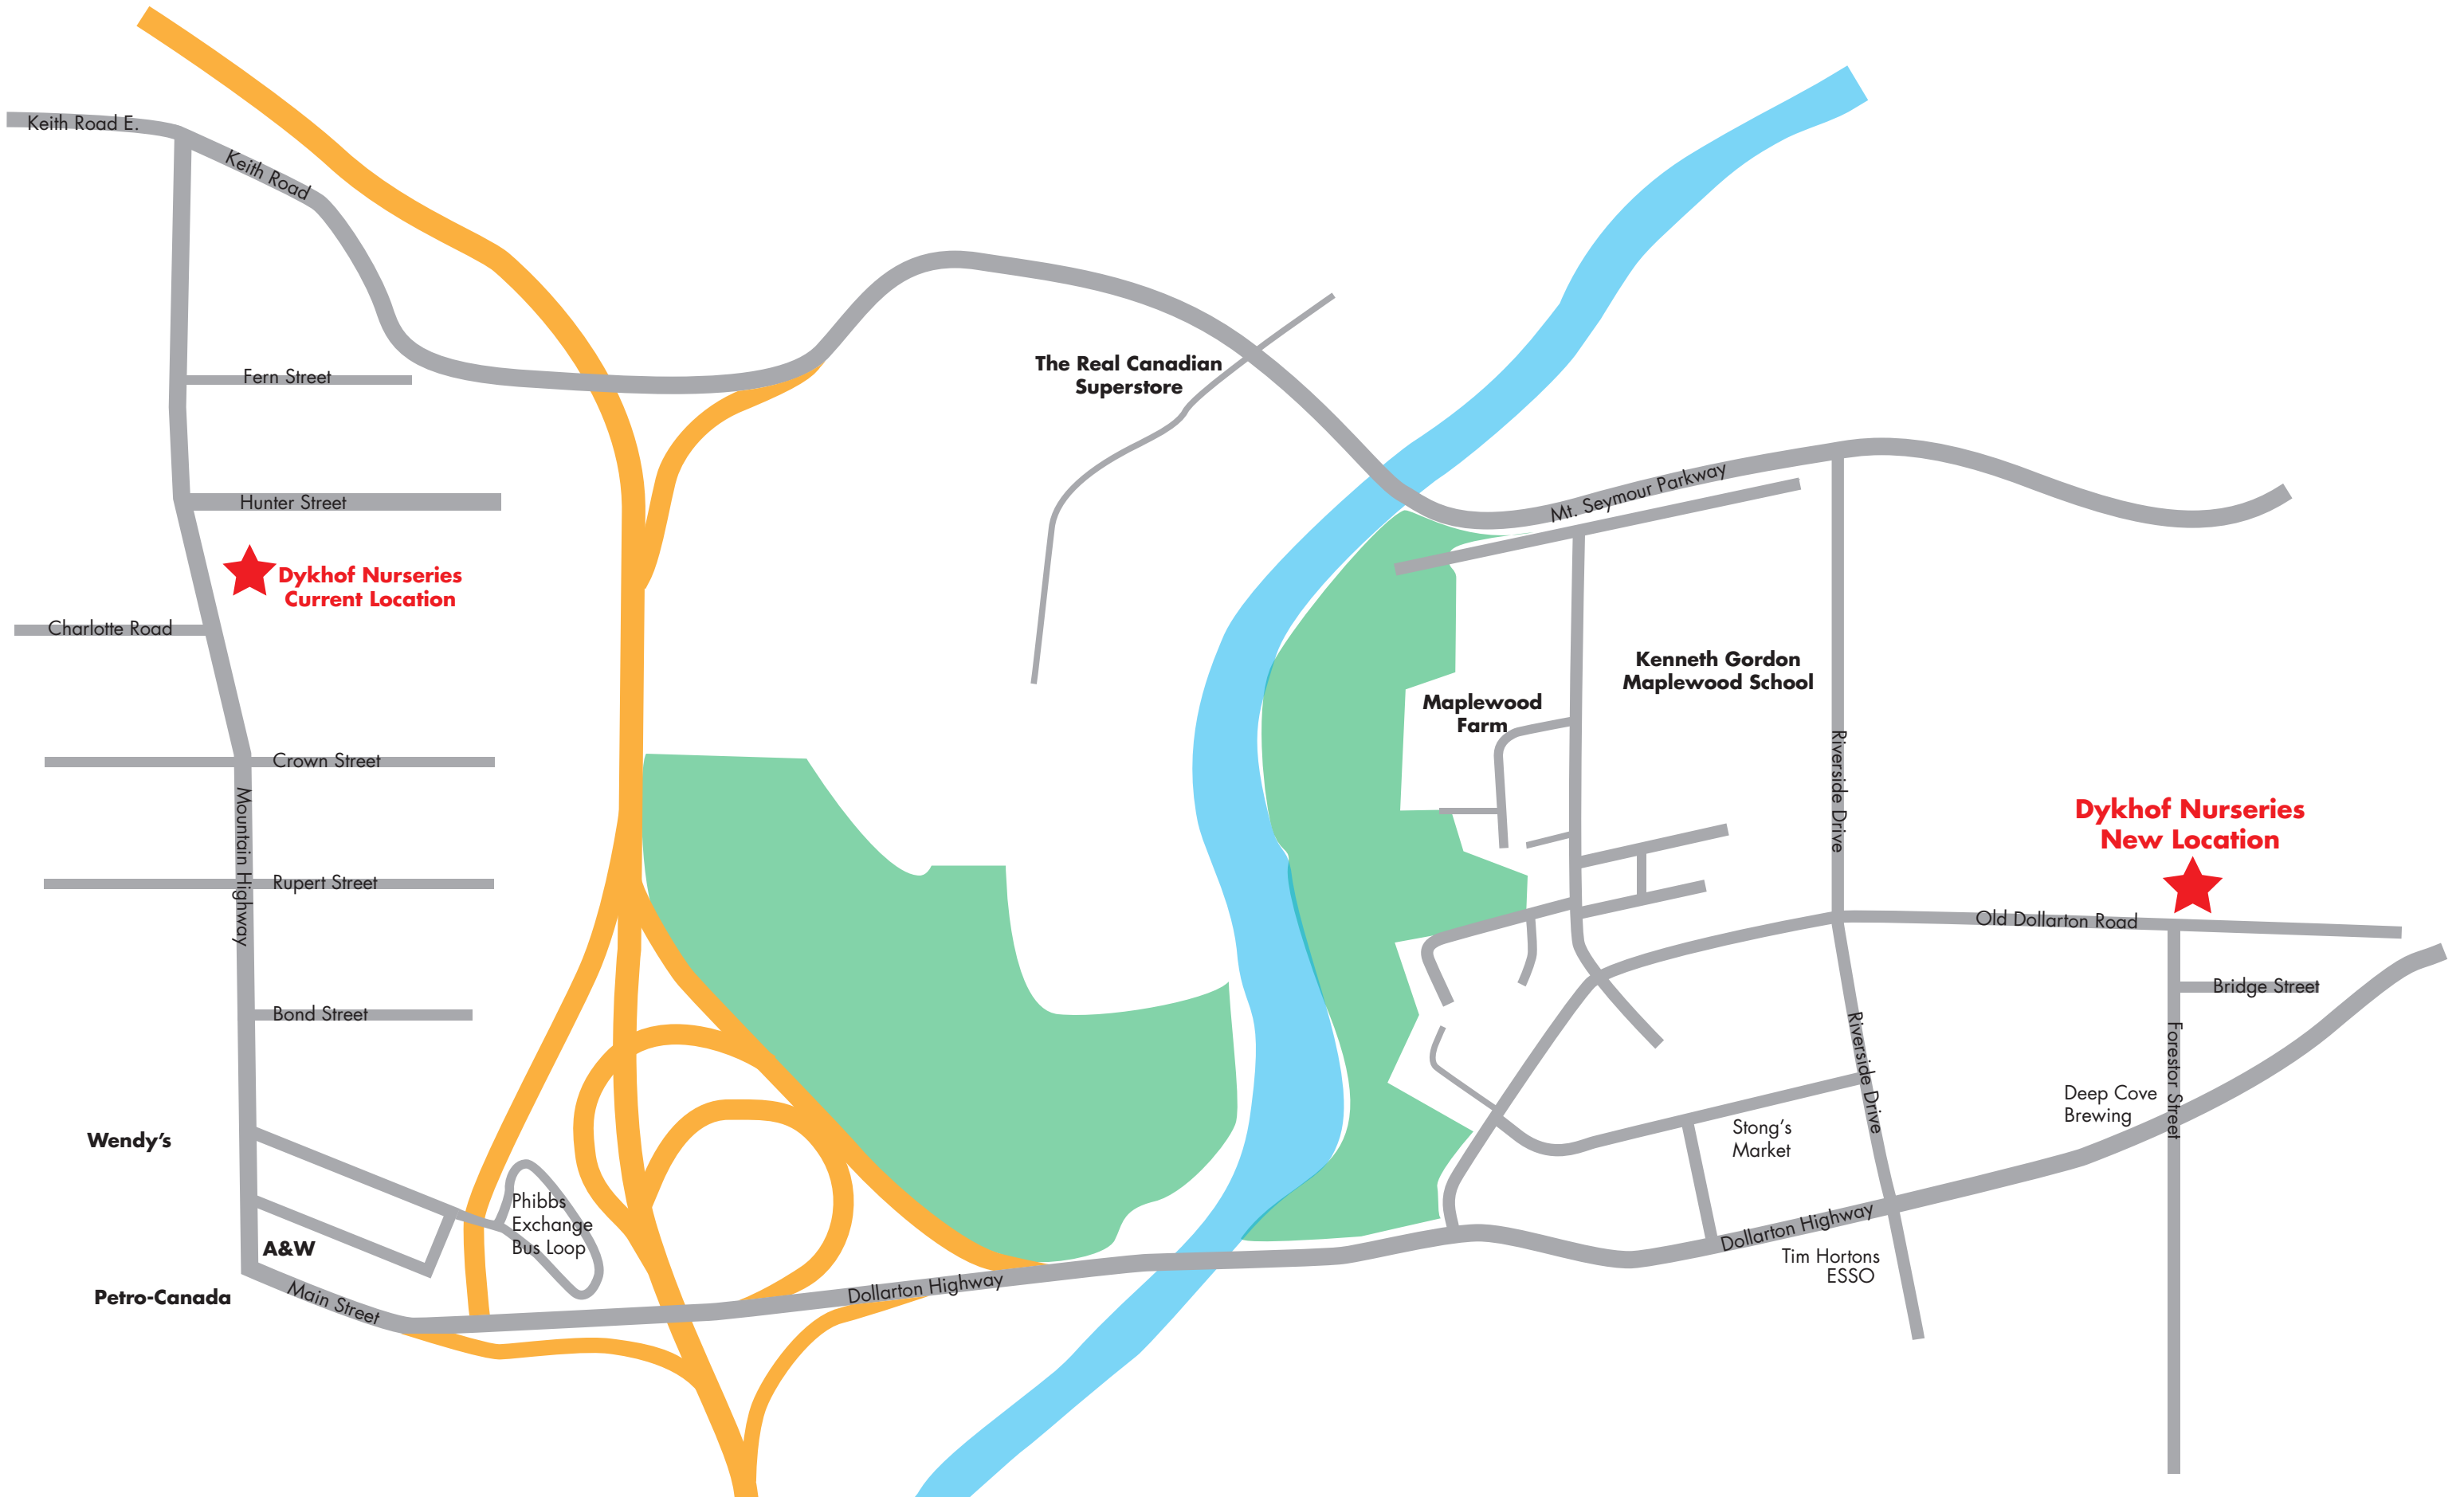 Keith Road E.
Keith Road
Fern Street
The Real Canadian
Superstore
Hunter Street
Mt. Seymour Parkway
Dykhof Nurseries
Current Location
Charlotte Road
Kenneth Gordon
Maplewood School
Maplewood
Farm
Crown Street
Mountain Highway
Riverside Drive
Dykhof Nurseries
New Location
Rupert Street
Old Dollarton Road
Bond Street
Bridge Street
Riverside Drive
Forestor Street
Deep Cove
Brewing
Wendy’s
Stong’s
Market
Phibbs
Exchange
Bus Loop
A&W
Dollarton Highway
Tim Hortons
ESSO
Petro-Canada
Main Street
Dollarton Highway